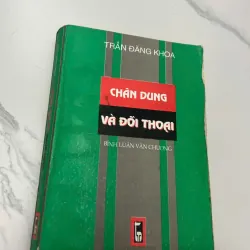 TRẦN ĐĂNG KHOA
CHÂN DUNG
VÀ ĐỐI THOẠI
BÌNH LUẬN VĂN CHƯƠNG